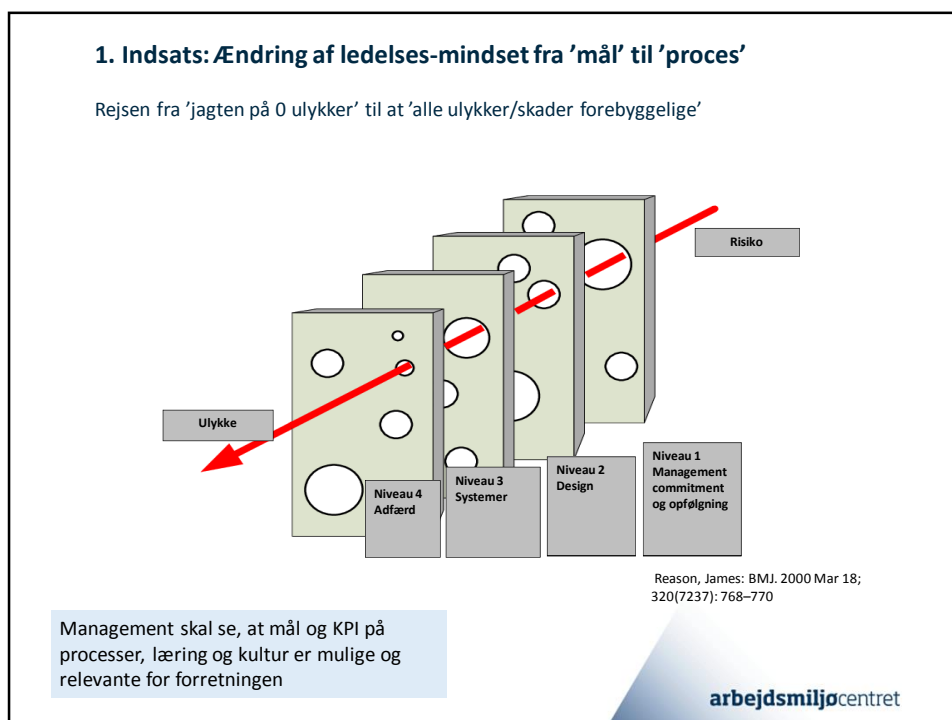 1. Indsats: Ændring af ledelses-mindset fra ’mål’ til ’proces’
Rejsen fra ’jagten på 0 ulykker’ til at ’alle ulykker/skader forebyggelige’
Risiko
Ulykke
Niveau 4
Adfærd
Niveau 3
Systemer
Niveau 2
Design
Niveau 1
Management
commitment
og opfølgning
Reason, James: BMJ. 2000 Mar 18;
320(7237): 768–770
Management skal se, at mål og KPI på
processer, læring og kultur er mulige og
relevante for forretningen
arbejdsmiljøcentret